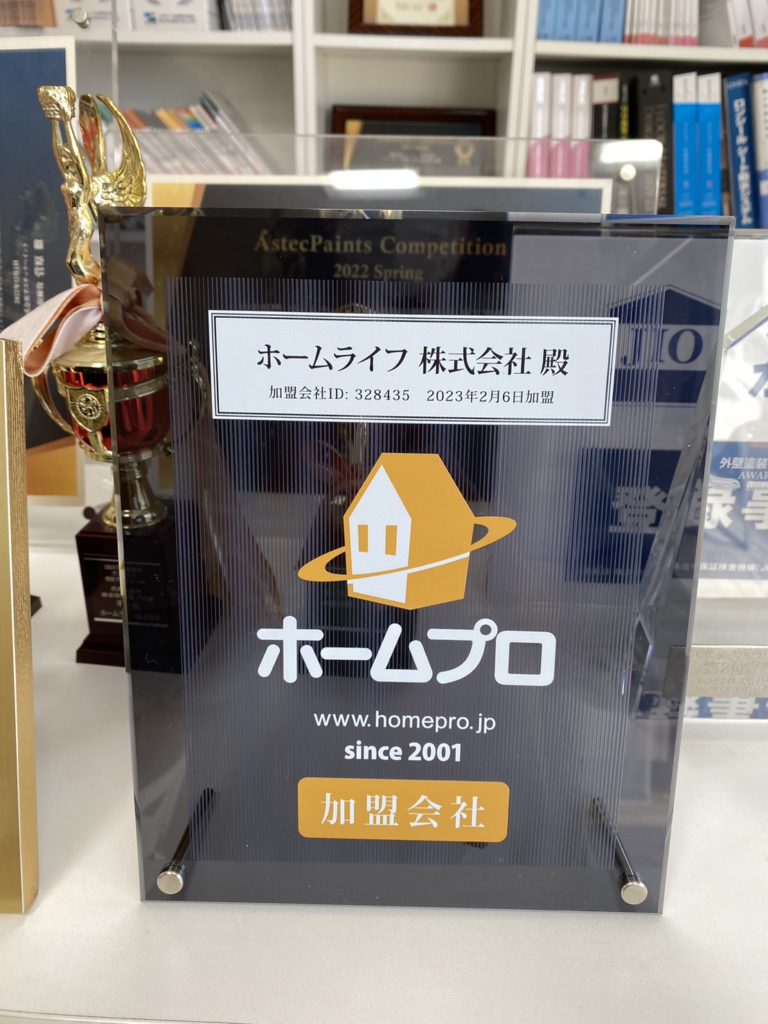 AstecPaints Competition
2022 Spring
ホームライフ 株式会社 殿
加盟会社ID: 328435 2023年2月6日加盟
ホームプロ
www.homepro.jp
since 2001
加盟会社
JIO
登録事
外壁塗装
AWAR